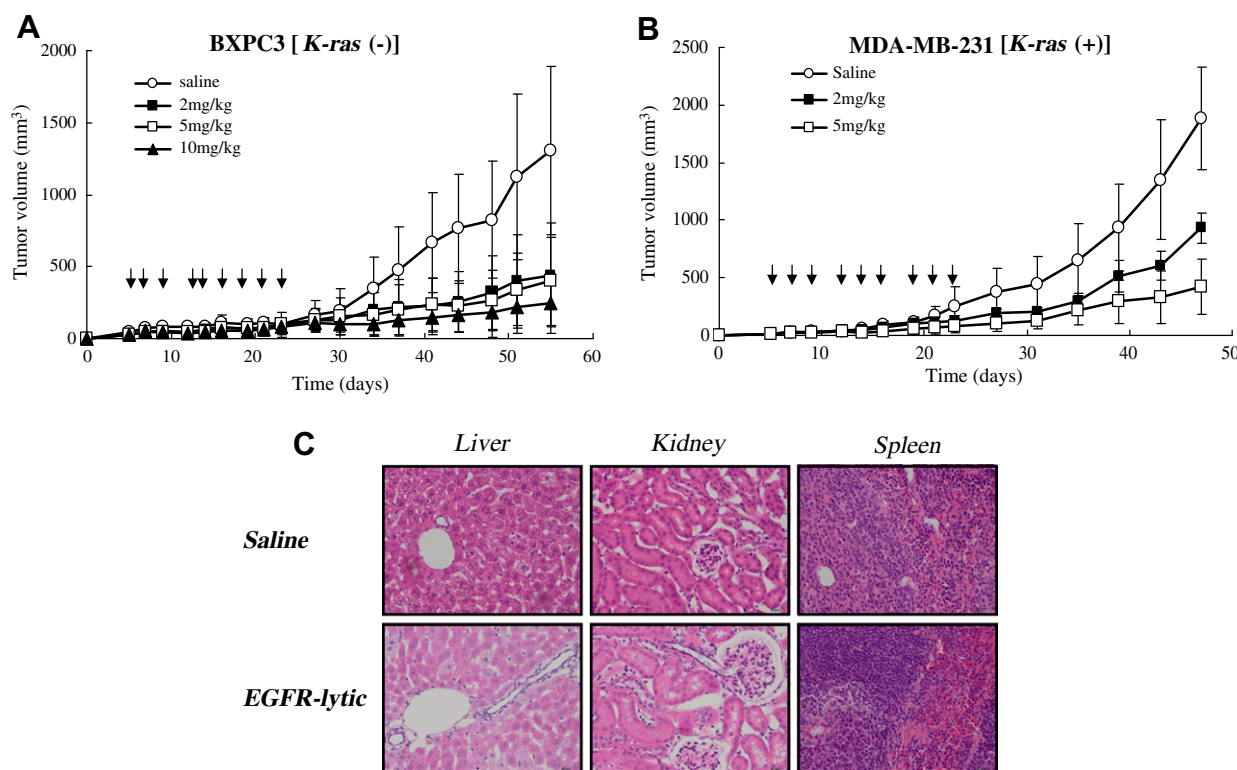 A
BXPC3 [ K-ras (-)]
2000
1500
1000
500
0
Tumor volume (mm3)
saline
2mg/kg
5mg/kg
10mg/kg
0 10 20 30 40 50 60
Time (days)
B
MDA-MB-231 [K-ras (+)]
2500
2000
1500
1000
500
0
Tumor volume (mm3)
Saline
2mg/kg
5mg/kg
0 10 20 30 40 50
Time (days)
C
Liver Kidney Spleen
Saline
EGFR-lytic